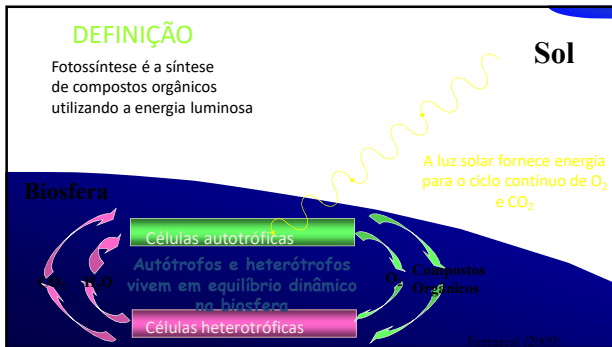 DEFINIÇÃO
Fotossíntese é a síntese
de compostos orgânicos
utilizando a energia luminosa
Sol
A luz solar fornece energia
para o ciclo contínuo de O₂
e CO₂
Biosfera
Células autotróficas
CO₂ H₂O
Autótrofos e heterótrofos
vivem em equilíbrio dinâmico
na biosfera
O₂ Compostos
Orgânicos
Células heterotróficas